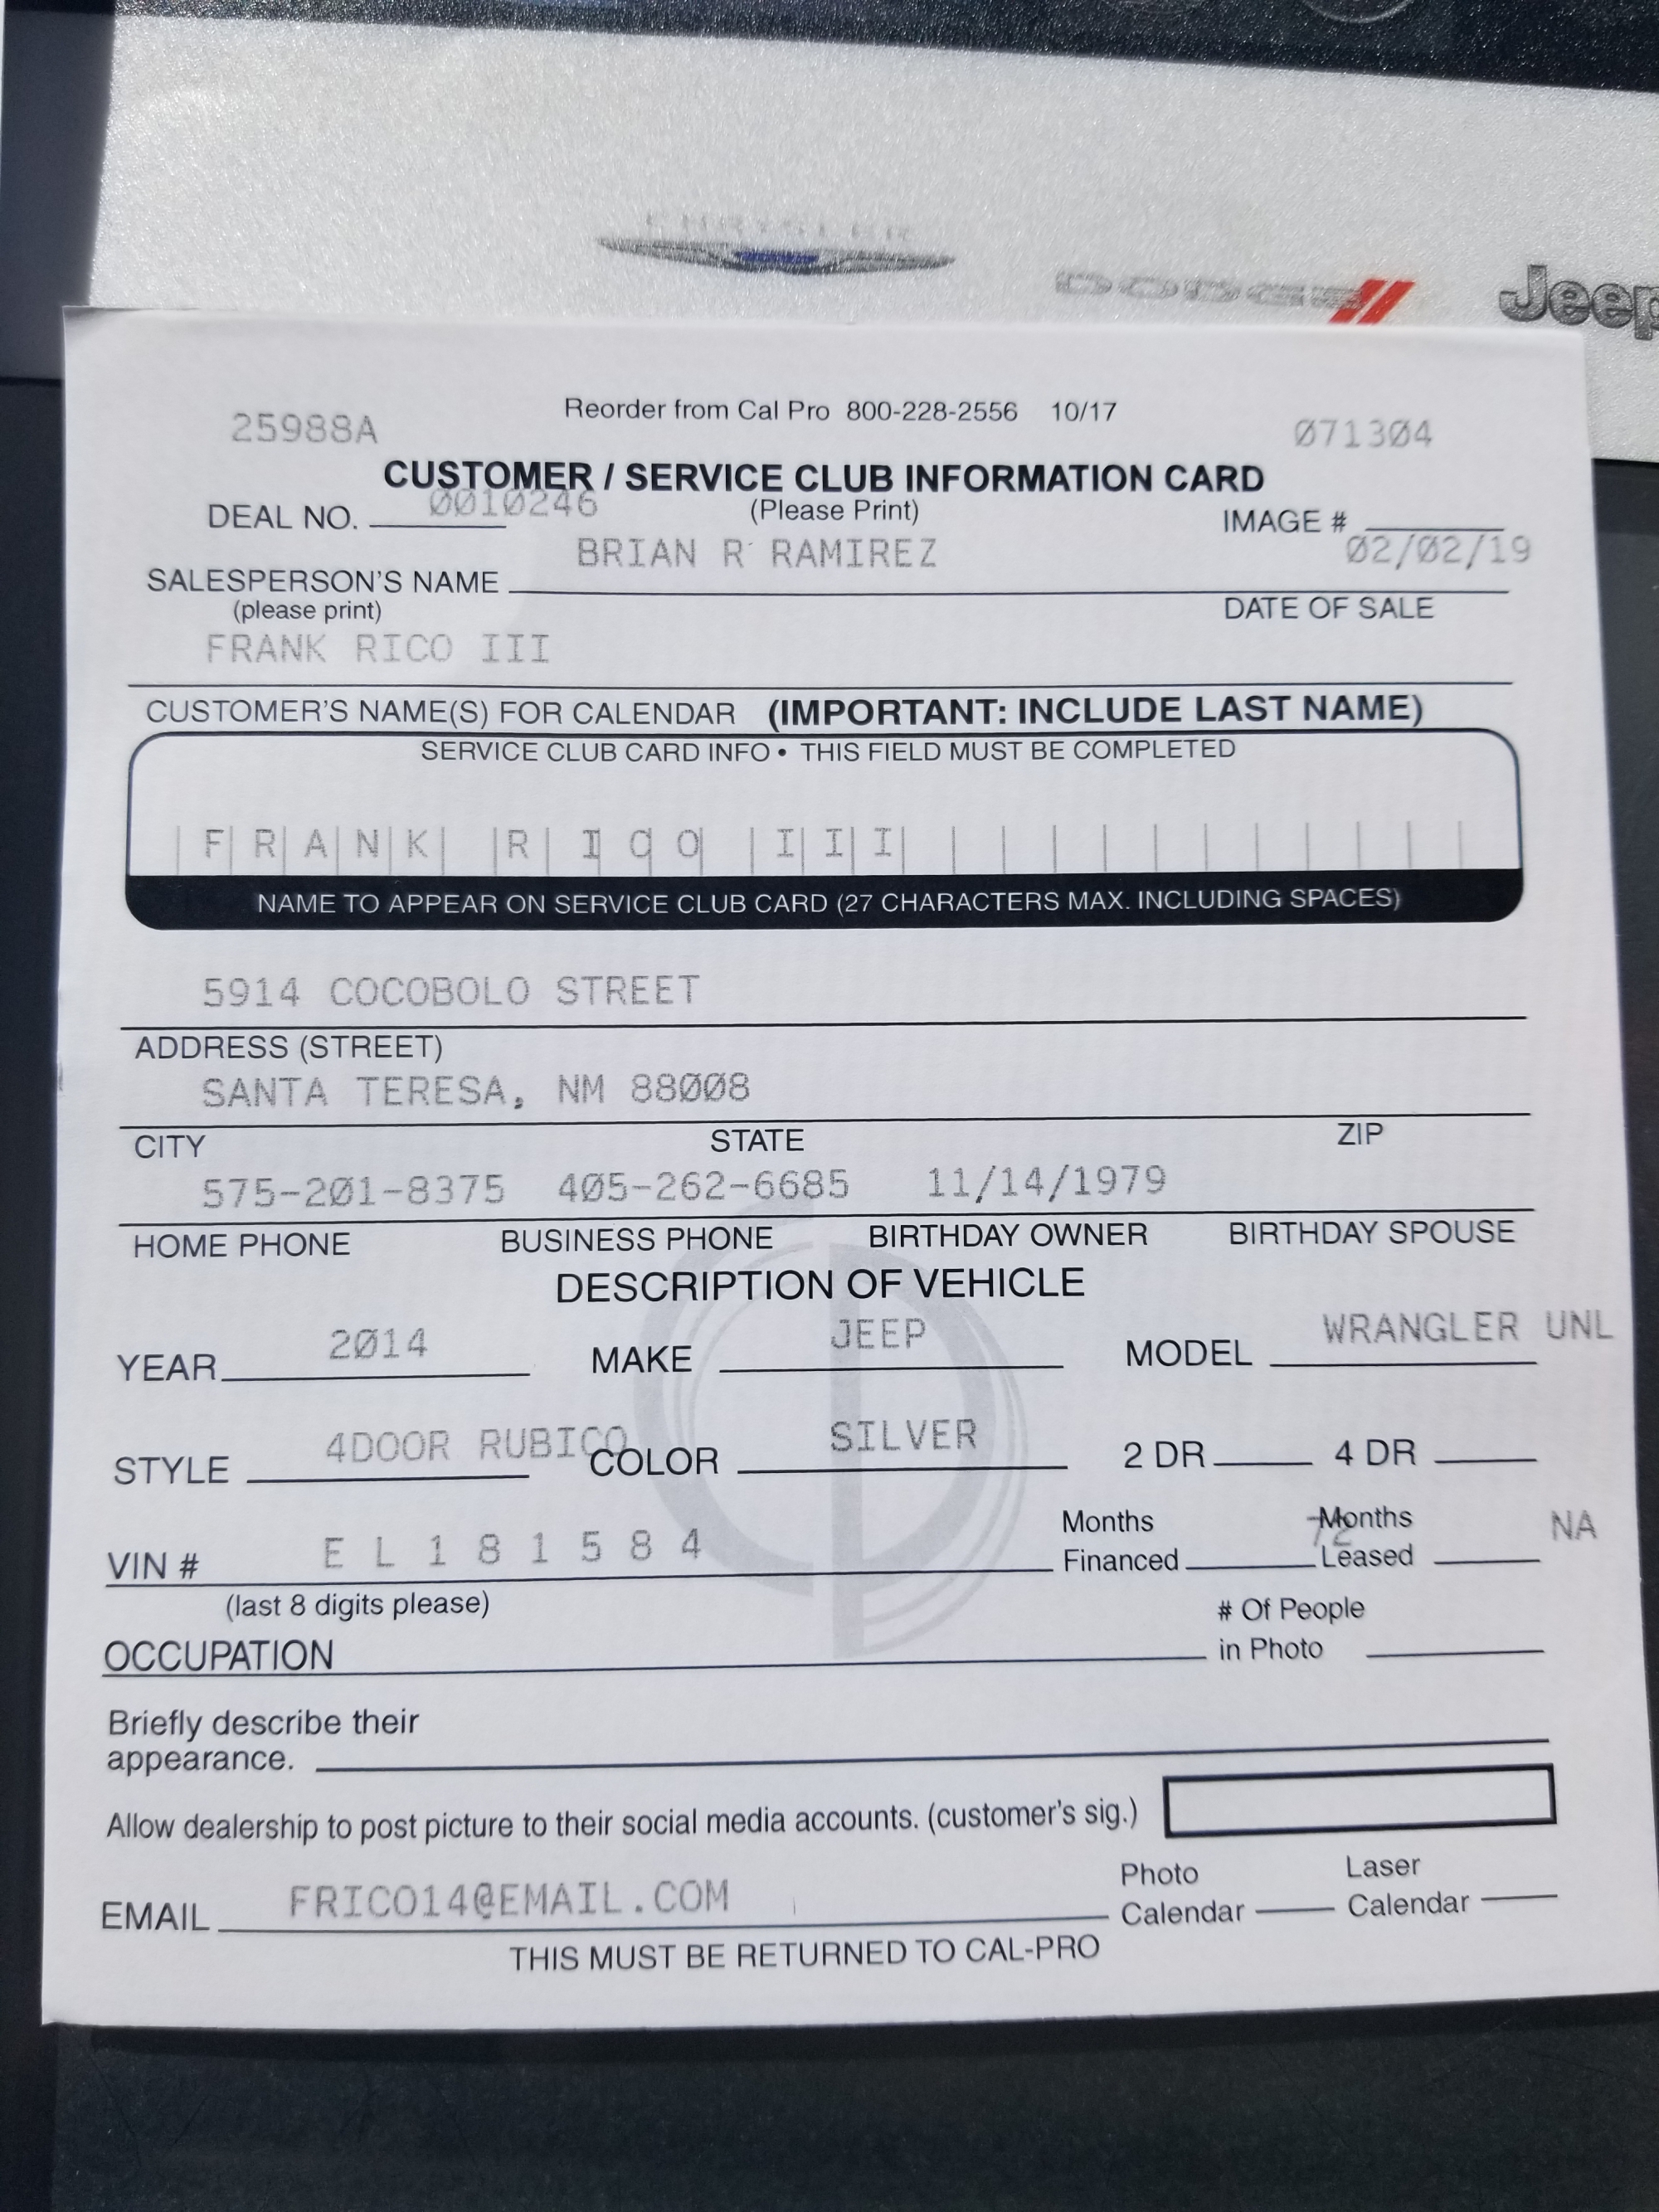 CHRYSLER
DODGE Jeep
Reorder from Cal Pro 800-228-2556 10/17
25988A 071304
CUSTOMER / SERVICE CLUB INFORMATION CARD
DEAL NO. 0010246 (Please Print) IMAGE #
SALESPERSON'S NAME BRIAN R RAMIREZ 02/02/19
(please print) DATE OF SALE
FRANK RICO III
CUSTOMER'S NAME(S) FOR CALENDAR (IMPORTANT: INCLUDE LAST NAME)
SERVICE CLUB CARD INFO • THIS FIELD MUST BE COMPLETED
FRANK RICO III
NAME TO APPEAR ON SERVICE CLUB CARD (27 CHARACTERS MAX. INCLUDING SPACES)
5914 COCOBOLO STREET
ADDRESS (STREET)
SANTA TERESA, NM 88008
CITY STATE ZIP
575-201-8375 405-262-6685 11/14/1979
HOME PHONE BUSINESS PHONE BIRTHDAY OWNER BIRTHDAY SPOUSE
DESCRIPTION OF VEHICLE
YEAR 2014 MAKE JEEP MODEL WRANGLER UNL
STYLE 4DOOR RUBICO COLOR SILVER 2 DR 4 DR
VIN # E L 1 8 1 5 8 4 Months Financed 72 Months Leased NA
(last 8 digits please)
OCCUPATION # Of People in Photo
Briefly describe their
appearance.
Allow dealership to post picture to their social media accounts. (customer's sig.)
EMAIL FRICO14@EMAIL.COM Photo Calendar Laser Calendar
THIS MUST BE RETURNED TO CAL-PRO